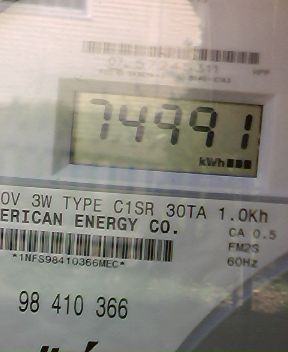 74991
kWh
0V 3W TYPE C1SR 30TA 1.0Kh
ERICAN ENERGY CO.
CA 0.5
FM2S
60Hz
*1NFS98410366MEC*
98 410 366